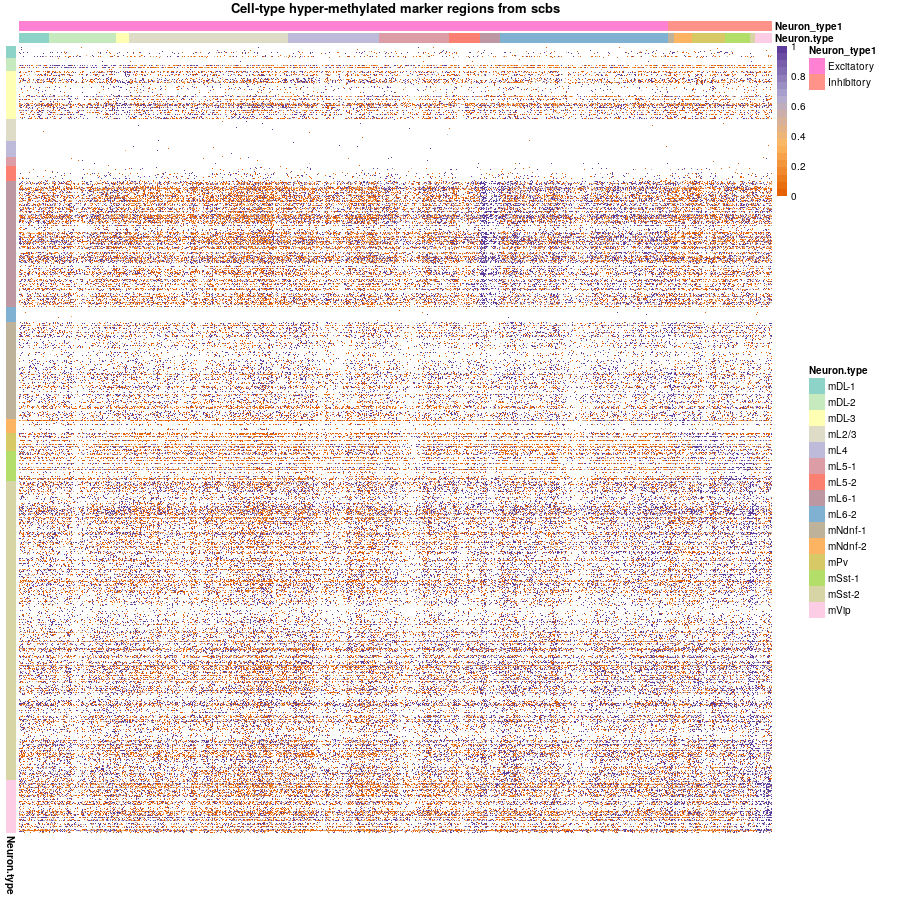 Cell-type hyper-methylated marker regions from scbs
Neuron_type1
Neuron.type
1
0.8
0.6
0.4
0.2
0
Neuron_type1
Excitatory
Inhibitory
Neuron.type
mDL-1
mDL-2
mDL-3
mL2/3
mL4
mL5-1
mL5-2
mL6-1
mL6-2
mNdnf-1
mNdnf-2
mPv
mSst-1
mSst-2
mVip
Neuron.type